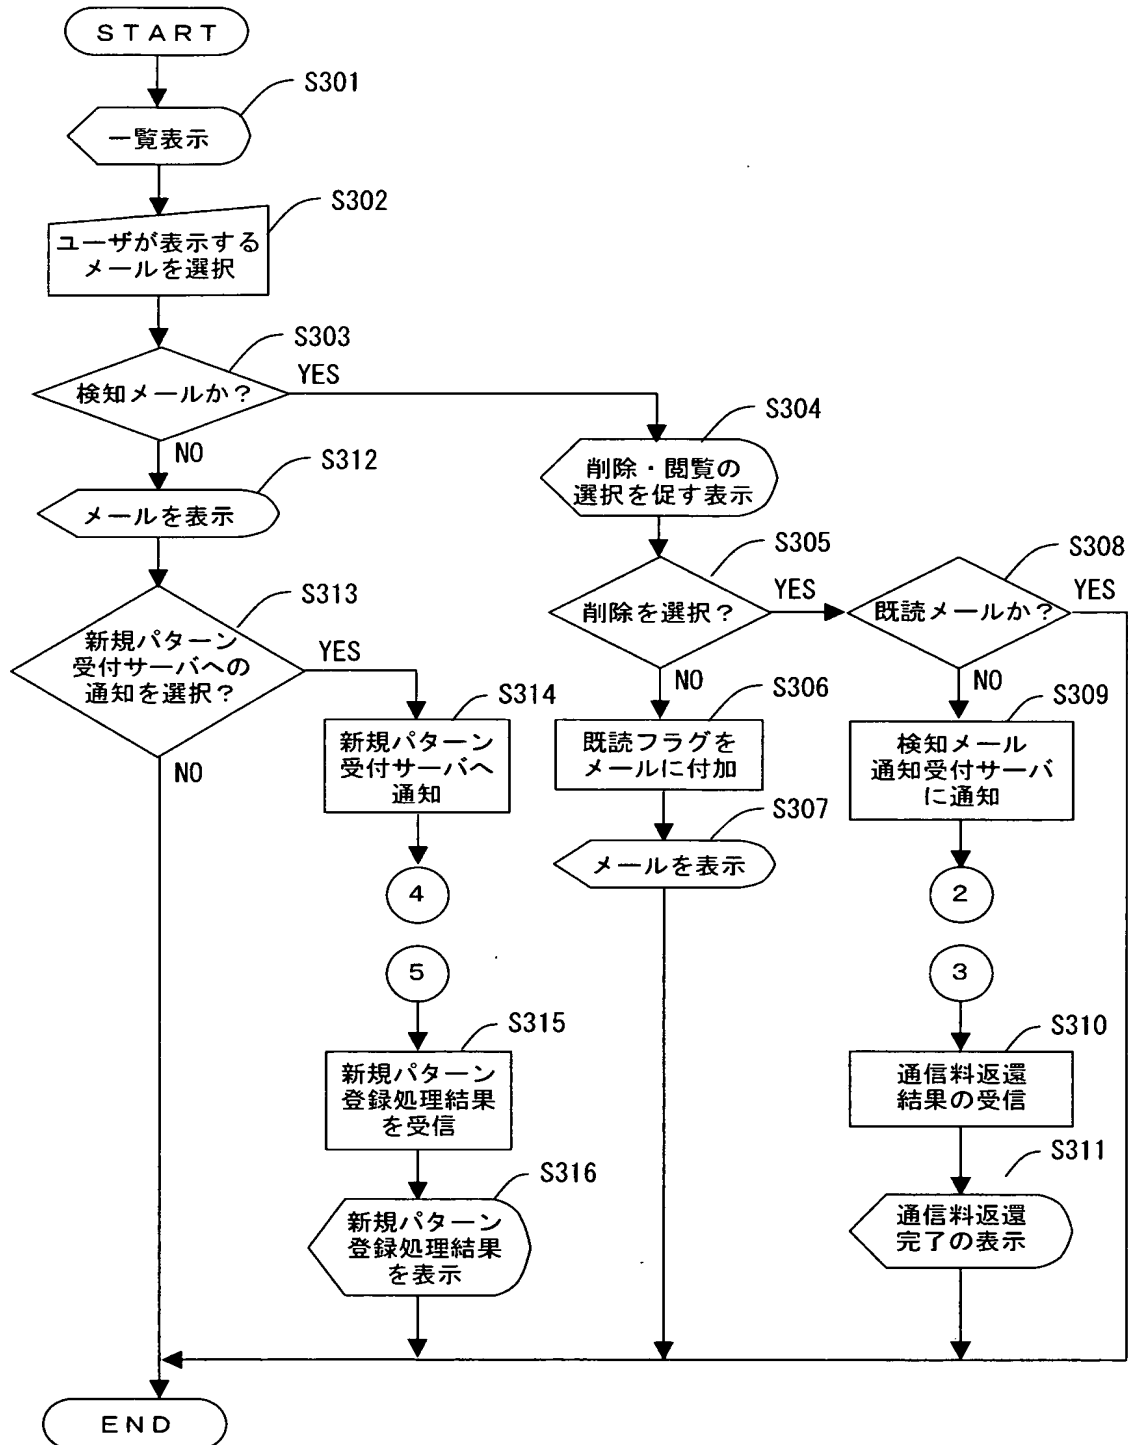 START
S301
一覧表示
S302
ユーザが表示する
メールを選択
S303
検知メールか？
YES
NO
S304
削除・閲覧の
選択を促す表示
S312
メールを表示
S305
削除を選択？
YES
NO
S308
既読メールか？
YES
NO
S313
新規パターン
受付サーバへの
通知を選択？
YES
NO
S314
新規パターン
受付サーバへ
通知
S306
既読フラグを
メールに付加
S309
検知メール
通知受付サーバ
に通知
S307
メールを表示
4
2
5
3
S315
新規パターン
登録処理結果
を受信
S310
通信料返還
結果の受信
S316
新規パターン
登録処理結果
を表示
S311
通信料返還
完了の表示
END